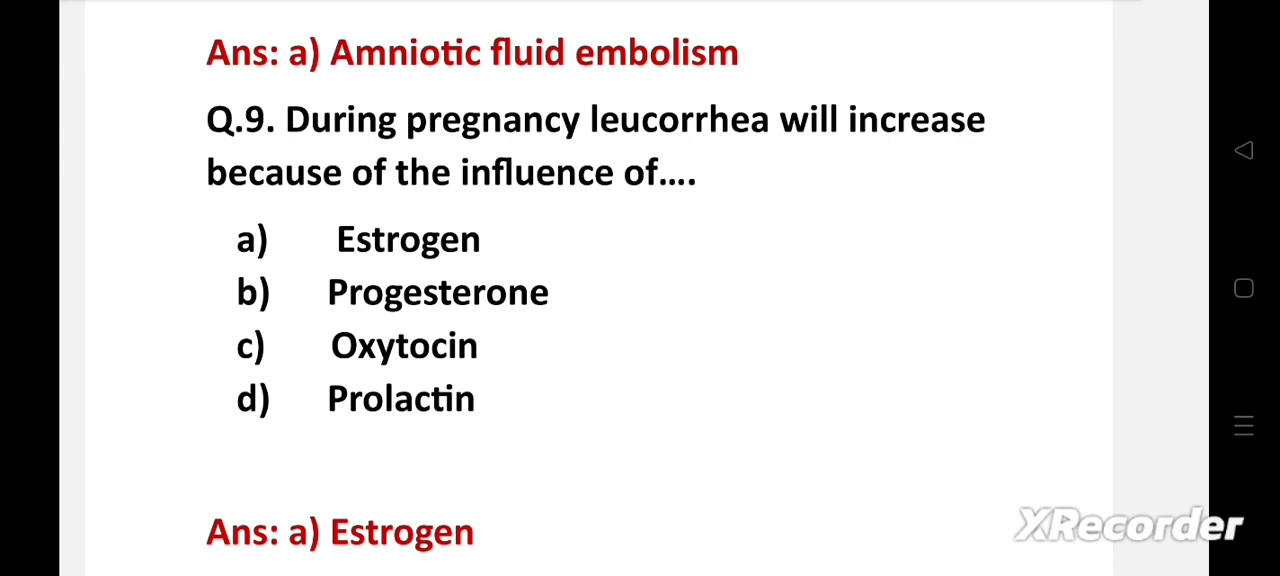 Ans: a) Amniotic fluid embolism
Q.9. During pregnancy leucorrhea will increase
because of the influence of....
a) Estrogen
b) Progesterone
c) Oxytocin
d) Prolactin
Ans: a) Estrogen
XRecorder